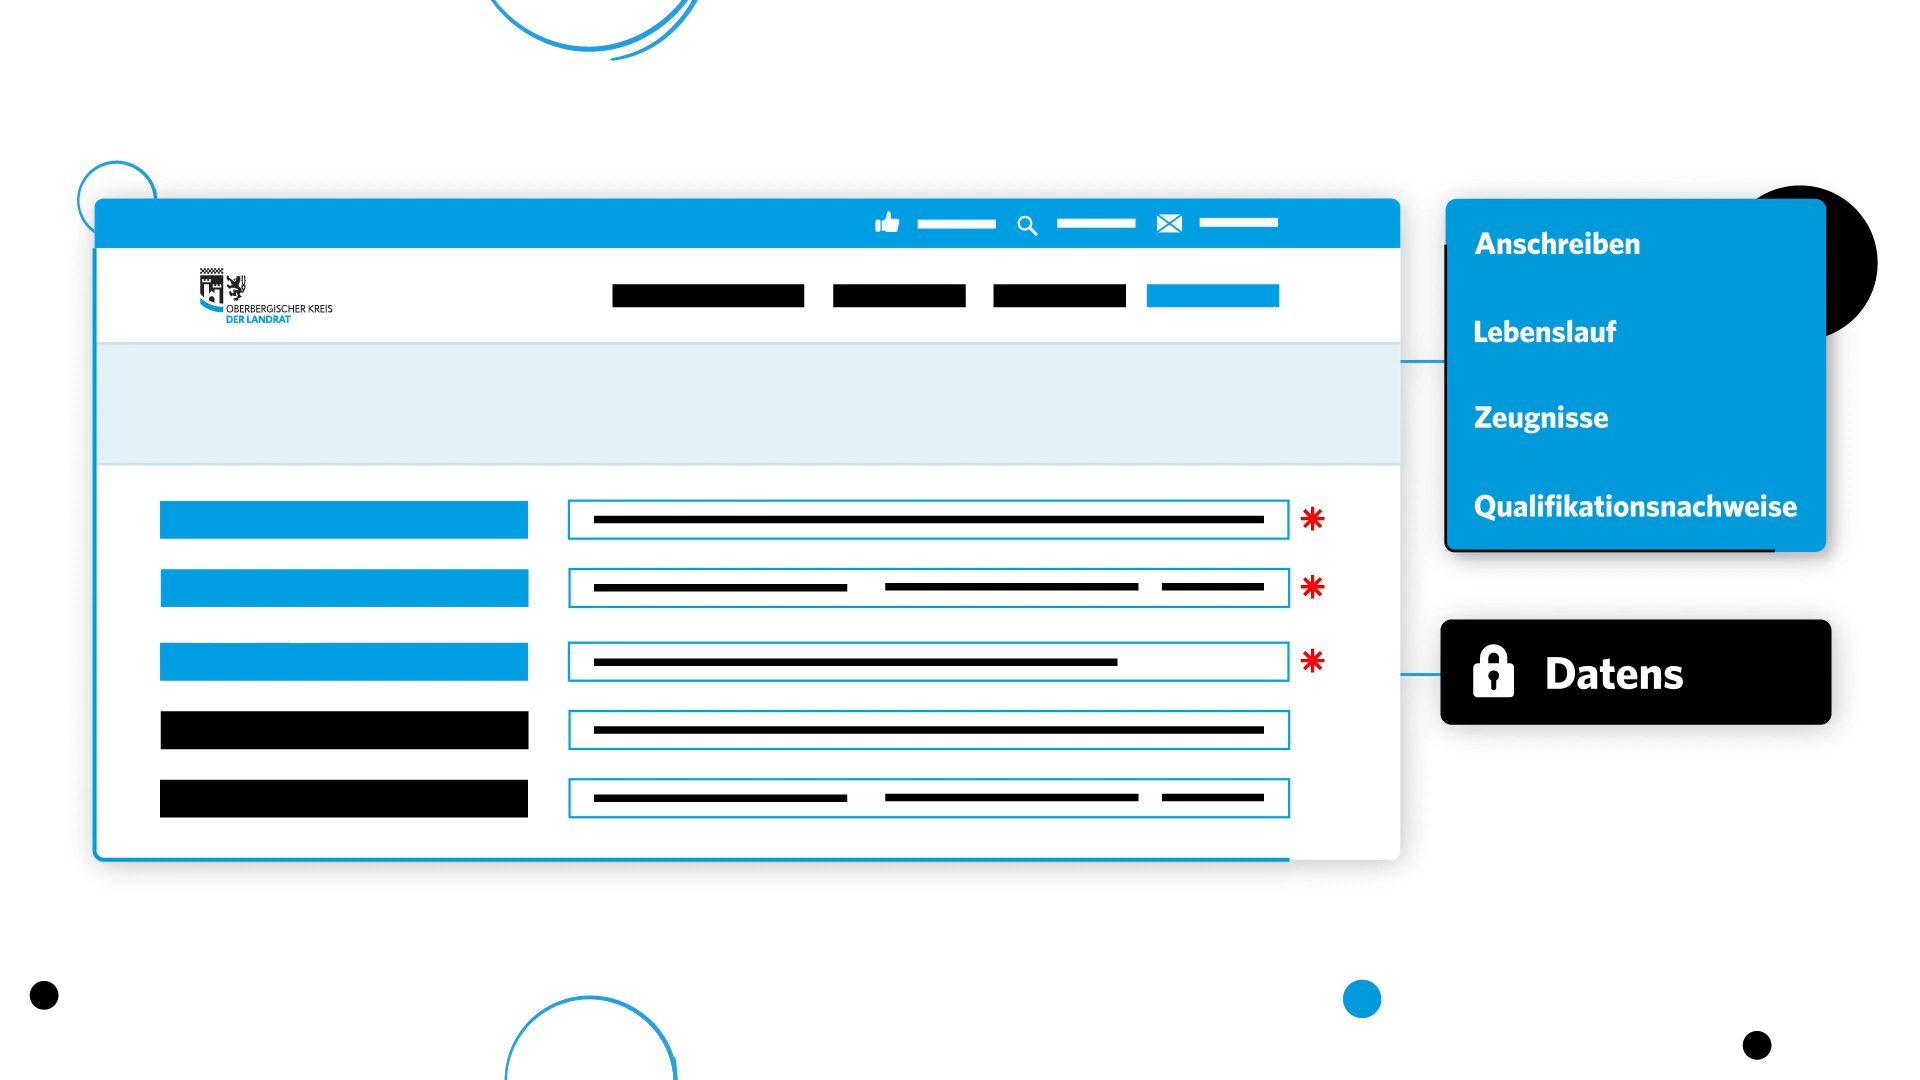 OBERBERGISCHER KREIS
DER LANDRAT
Anschreiben
Lebenslauf
Zeugnisse
Qualifikationsnachweise
Datens